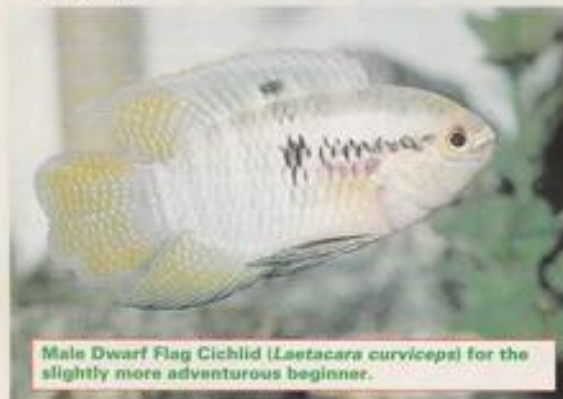 Male Dwarf Flag Cichlid (Laetacara curviceps) for the
slightly more adventurous beginner.